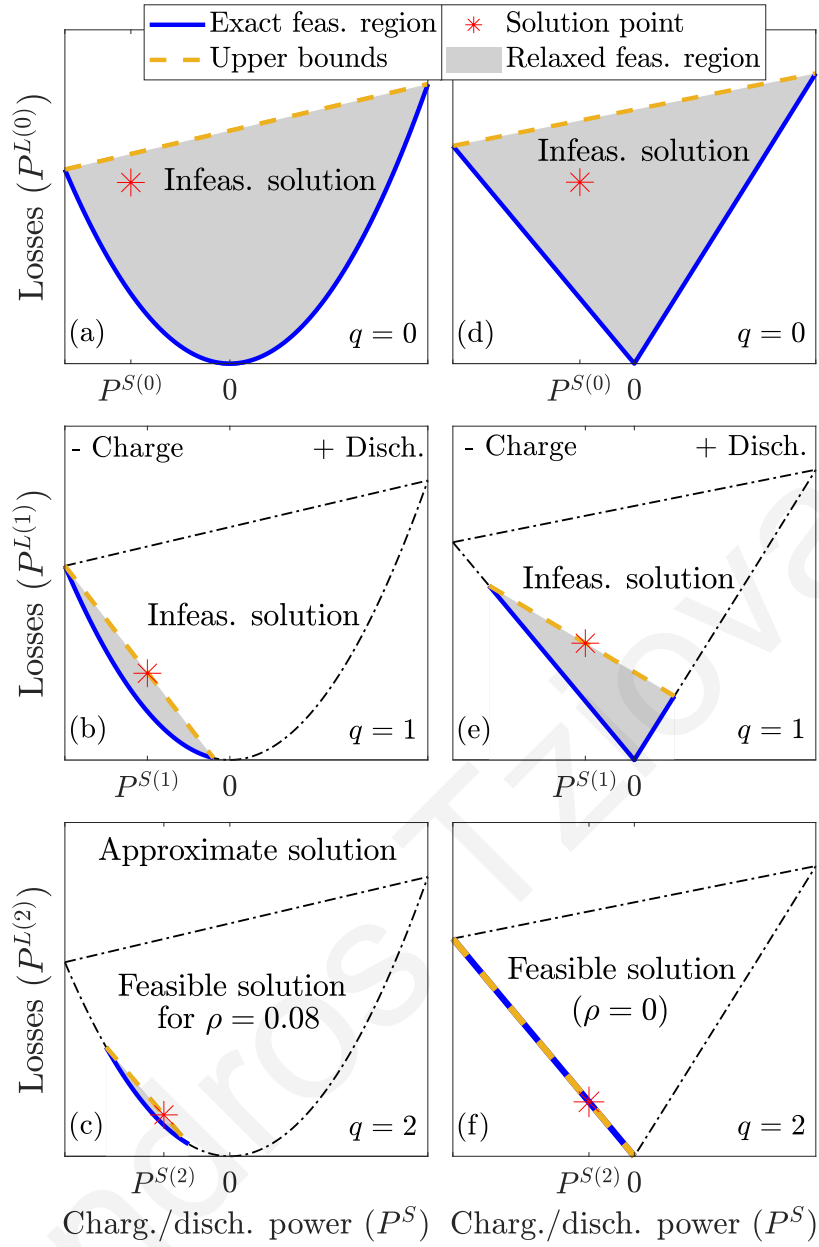 Exact feas. region
Solution point
Upper bounds
Relaxed feas. region
Losses (P^{L(0)})
Infeas. solution
(a)
q = 0
P^{S(0)}
0
Infeas. solution
(d)
q = 0
P^{S(0)}
0
Losses (P^{L(1)})
- Charge
+ Disch.
Infeas. solution
(b)
q = 1
P^{S(1)}
0
- Charge
+ Disch.
Infeas. solution
(e)
q = 1
P^{S(1)}
0
Losses (P^{L(2)})
Approximate solution
Feasible solution
for ρ = 0.08
(c)
q = 2
P^{S(2)}
0
Feasible solution
(ρ = 0)
(f)
q = 2
P^{S(2)}
0
Charg./disch. power (P^S)
Charg./disch. power (P^S)